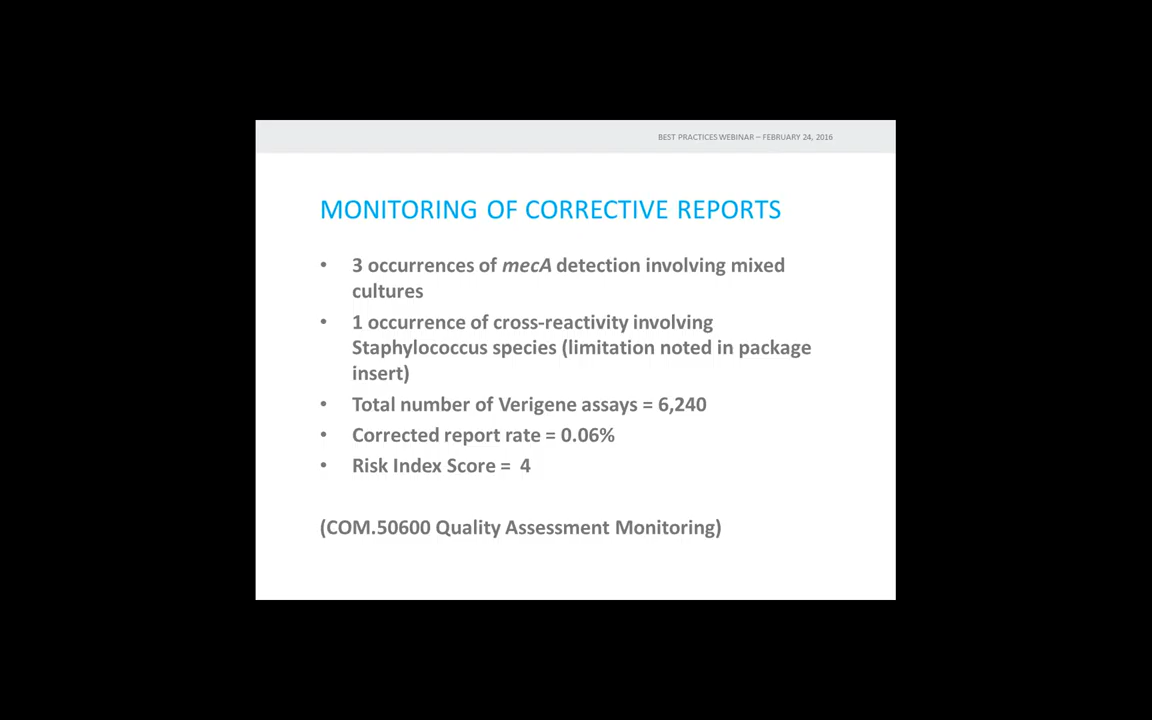 BEST PRACTICES WEBINAR – FEBRUARY 24, 2016
MONITORING OF CORRECTIVE REPORTS
• 3 occurrences of mecA detection involving mixed
cultures
• 1 occurrence of cross-reactivity involving
Staphylococcus species (limitation noted in package
insert)
• Total number of Verigene assays = 6,240
• Corrected report rate = 0.06%
• Risk Index Score = 4
(COM.50600 Quality Assessment Monitoring)